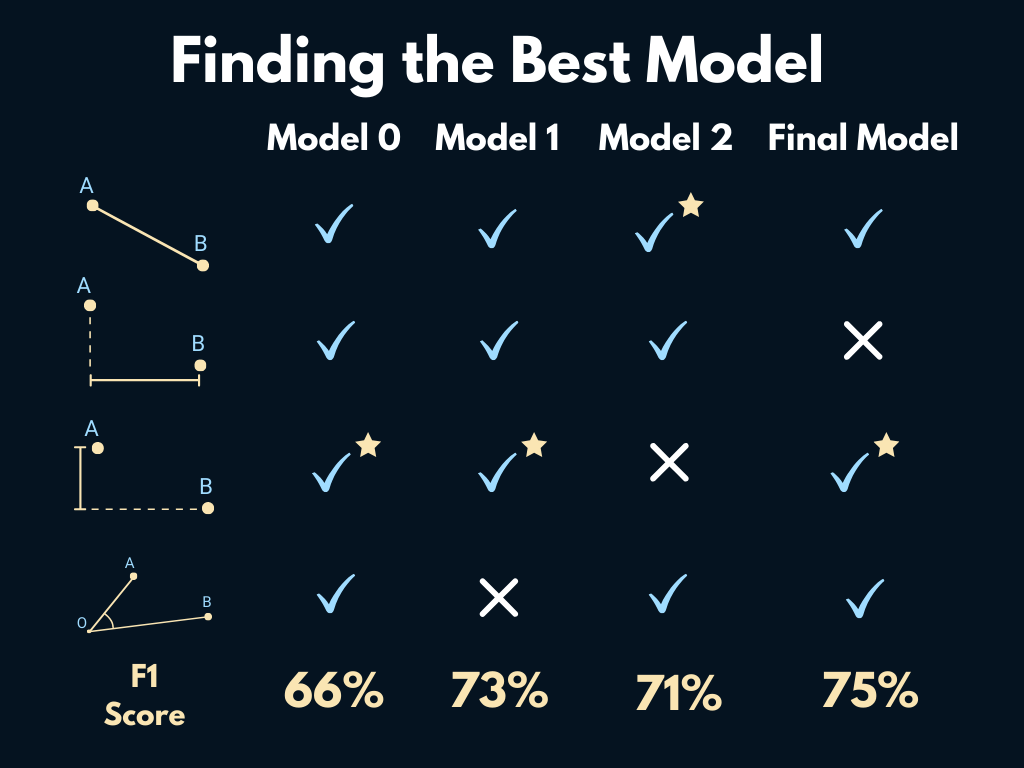 Finding the Best Model
Model 0 Model 1 Model 2 Final Model
A
B
A
B
A
B
A
B
O
F1
Score
66% 73% 71% 75%